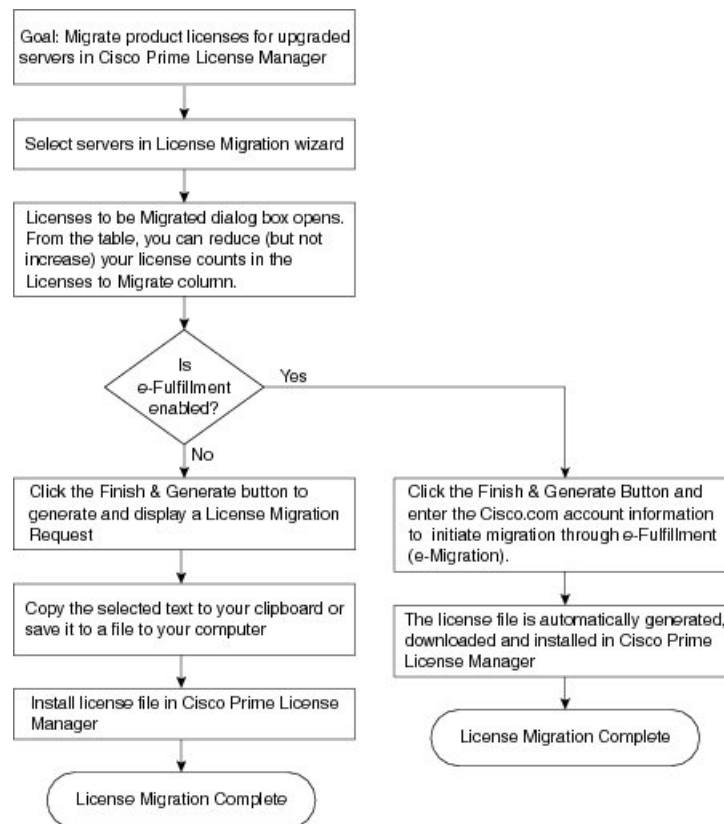 Goal: Migrate product licenses for upgraded
servers in Cisco Prime License Manager
Select servers in License Migration wizard
Licenses to be Migrated dialog box opens.
From the table, you can reduce (but not
increase) your license counts in the
Licenses to Migrate column.
Is
e-Fulfillment
enabled?
Yes
No
Click the Finish & Generate button to
generate and display a License Migration
Request
Copy the selected text to your clipboard or
save it to a file to your computer
Install license file in Cisco Prime License
Manager
License Migration Complete
Click the Finish & Generate Button and
enter the Cisco.com account information
to initiate migration through e-Fulfillment
(e-Migration).
The license file is automatically generated,
downloaded and installed in Cisco Prime
License Manager
License Migration Complete